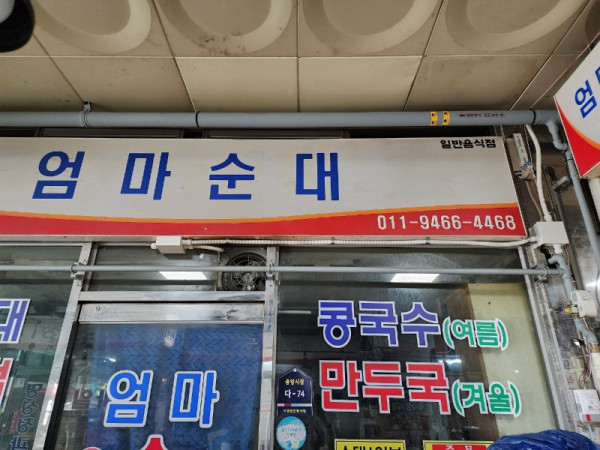 일반음식점
엄마순대
011-9466-4468
엄마
콩국수(여름)
만두국(겨울)
중앙시장
다-74